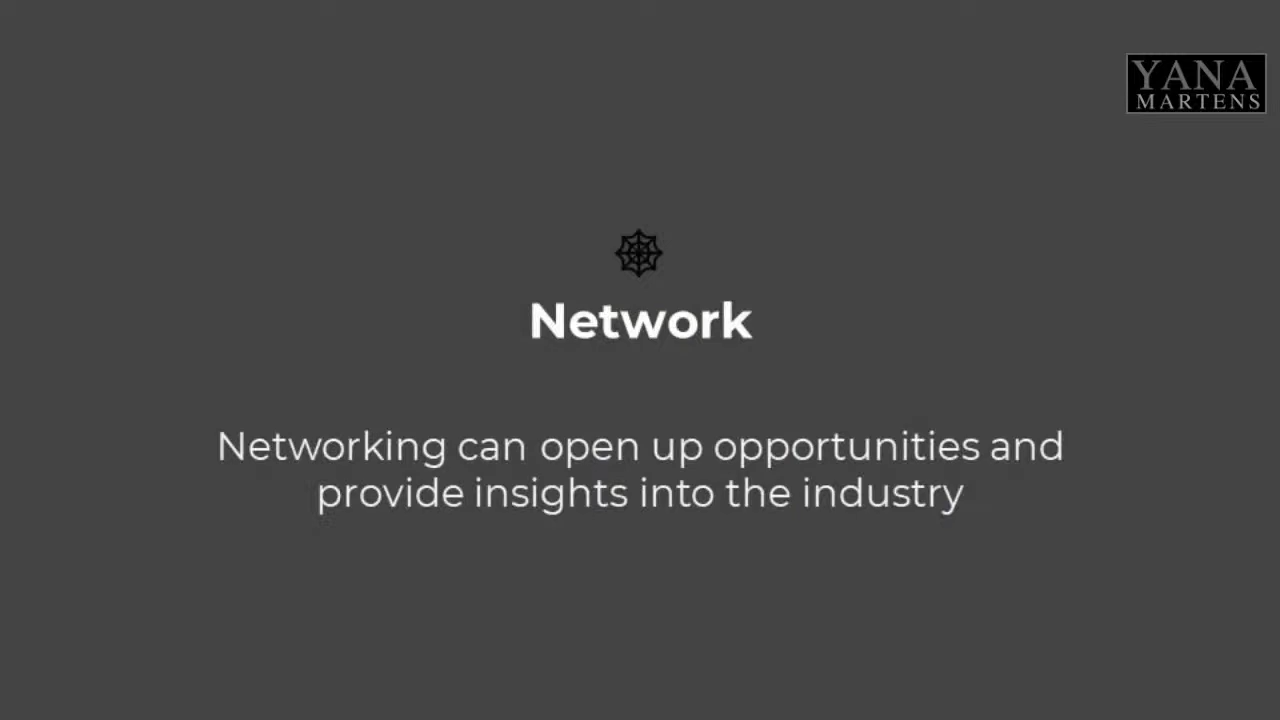 YANA
MARTENS
Network
Networking can open up opportunities and
provide insights into the industry